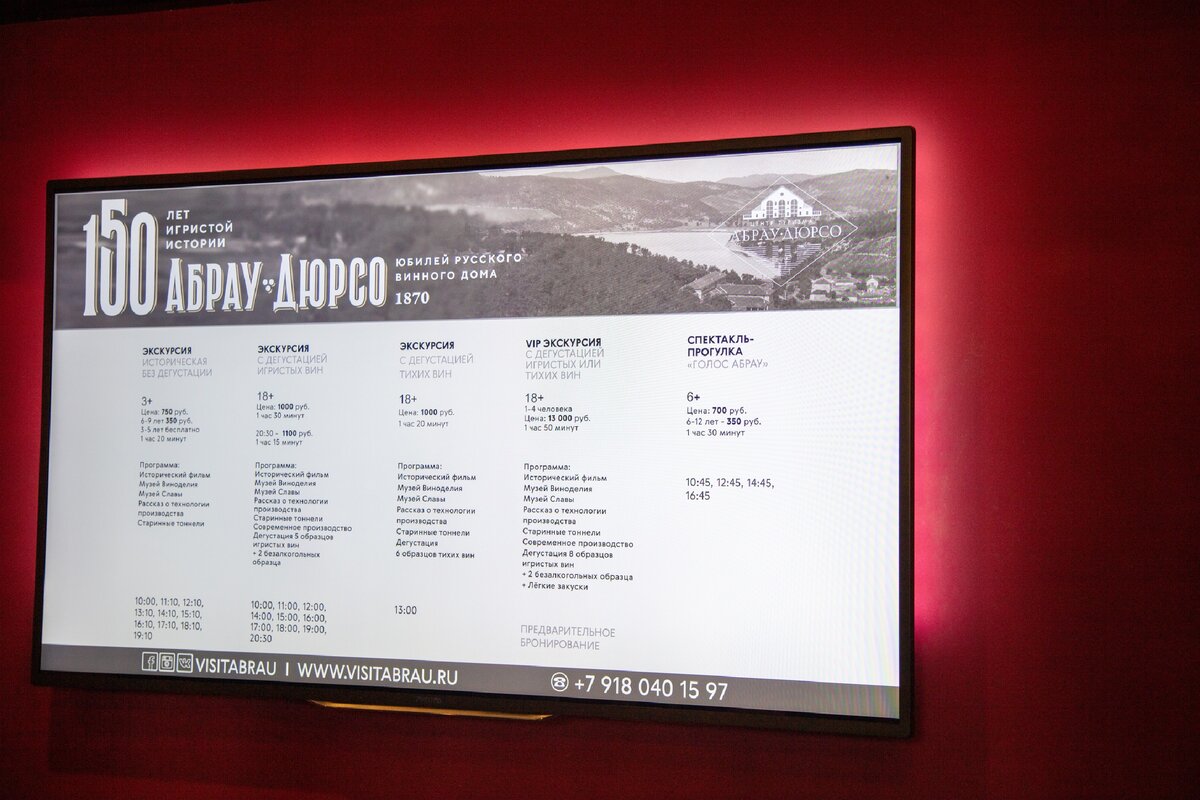 150
ЛЕТ
ИГРИСТОЙ
ИСТОРИИ
АБРАУ-ДЮРСО
ЮБИЛЕЙ РУССКОГО
ВИННОГО ДОМА
1870
ЦЕНТР ТУРИЗМА
АБРАУ-ДЮРСО
ЭКСКУРСИЯ
ИСТОРИЧЕСКАЯ
БЕЗ ДЕГУСТАЦИИ
3+
Цена: 750 руб.
6-9 лет 350 руб.
3-5 лет бесплатно
1 час 20 минут
Программа:
Исторический фильм
Музей Виноделия
Музей Славы
Рассказ о технологии
производства
Старинные тоннели
10:00, 11:10, 12:10,
13:10, 14:10, 15:10,
16:10, 17:10, 18:10,
19:10
ЭКСКУРСИЯ
С ДЕГУСТАЦИЕЙ
ИГРИСТЫХ ВИН
18+
Цена: 1000 руб.
1 час 30 минут
20:30 - 1100 руб.
1 час 15 минут
Программа:
Исторический фильм
Музей Виноделия
Музей Славы
Рассказ о технологии
производства
Старинные тоннели
Современное производство
Дегустация 5 образцов
игристых вин
+ 2 безалкогольных
образца
10:00, 11:00, 12:00,
14:00, 15:00, 16:00,
17:00, 18:00, 19:00,
20:30
ЭКСКУРСИЯ
С ДЕГУСТАЦИЕЙ
ТИХИХ ВИН
18+
Цена: 1000 руб.
1 час 20 минут
Программа:
Исторический фильм
Музей Виноделия
Музей Славы
Рассказ о технологии
производства
Старинные тоннели
Дегустация
6 образцов тихих вин
13:00
VIP ЭКСКУРСИЯ
С ДЕГУСТАЦИЕЙ
ИГРИСТЫХ ИЛИ
ТИХИХ ВИН
18+
1-4 человека
Цена: 13 000 руб.
1 час 50 минут
Программа:
Исторический фильм
Музей Виноделия
Музей Славы
Рассказ о технологии
производства
Старинные тоннели
Современное производство
Дегустация 8 образцов
игристых вин
+ 2 безалкогольных образца
+ Лёгкие закуски
ПРЕДВАРИТЕЛЬНОЕ
БРОНИРОВАНИЕ
СПЕКТАКЛЬ-
ПРОГУЛКА
«ГОЛОС АБРАУ»
6+
Цена: 700 руб.
6-12 лет - 350 руб.
1 час 30 минут
10:45, 12:45, 14:45,
16:45
VISITABRAU | WWW.VISITABRAU.RU
+7 918 040 15 97